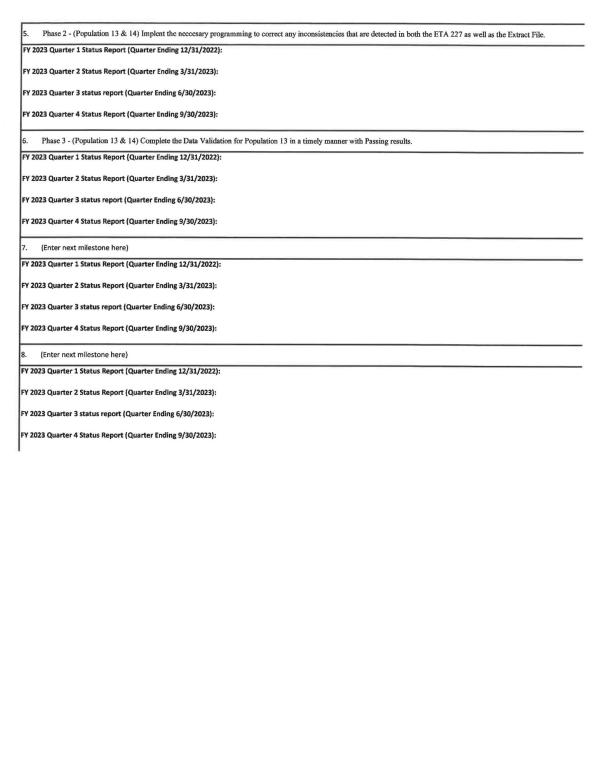 5. Phase 2 - (Population 13 & 14) Implent the neccesary programming to correct any inconsistencies that are detected in both the ETA 227 as well as the Extract File.
FY 2023 Quarter 1 Status Report (Quarter Ending 12/31/2022):
FY 2023 Quarter 2 Status Report (Quarter Ending 3/31/2023):
FY 2023 Quarter 3 status report (Quarter Ending 6/30/2023):
FY 2023 Quarter 4 Status Report (Quarter Ending 9/30/2023):
6. Phase 3 - (Population 13 & 14) Complete the Data Validation for Population 13 in a timely manner with Passing results.
FY 2023 Quarter 1 Status Report (Quarter Ending 12/31/2022):
FY 2023 Quarter 2 Status Report (Quarter Ending 3/31/2023):
FY 2023 Quarter 3 status report (Quarter Ending 6/30/2023):
FY 2023 Quarter 4 Status Report (Quarter Ending 9/30/2023):
7. (Enter next milestone here)
FY 2023 Quarter 1 Status Report (Quarter Ending 12/31/2022):
FY 2023 Quarter 2 Status Report (Quarter Ending 3/31/2023):
FY 2023 Quarter 3 status report (Quarter Ending 6/30/2023):
FY 2023 Quarter 4 Status Report (Quarter Ending 9/30/2023):
8. (Enter next milestone here)
FY 2023 Quarter 1 Status Report (Quarter Ending 12/31/2022):
FY 2023 Quarter 2 Status Report (Quarter Ending 3/31/2023):
FY 2023 Quarter 3 status report (Quarter Ending 6/30/2023):
FY 2023 Quarter 4 Status Report (Quarter Ending 9/30/2023):